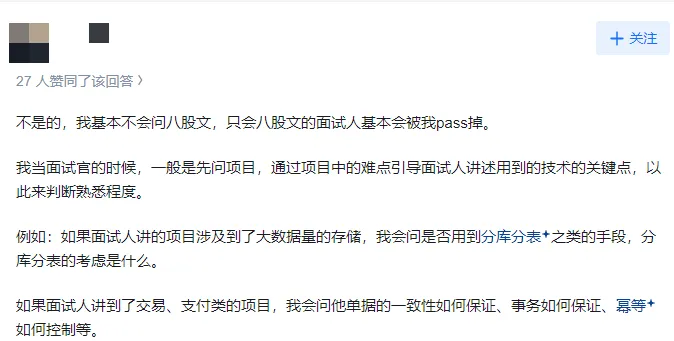 + 关注
27 人赞同了该回答 >
不是的，我基本不会问八股文，只会八股文的面试人基本会被我pass掉。
我当面试官的时候，一般是先问项目，通过项目中的难点引导面试人讲述用到的技术的关键点，以
此来判断熟悉程度。
例如：如果面试人讲的项目涉及到了大数据量的存储，我会问是否用到分库分表之类的手段，分
库分表的考虑是什么。
如果面试人讲到了交易、支付类的项目，我会问他单据的一致性如何保证、事务如何保证、幂等
如何控制等。